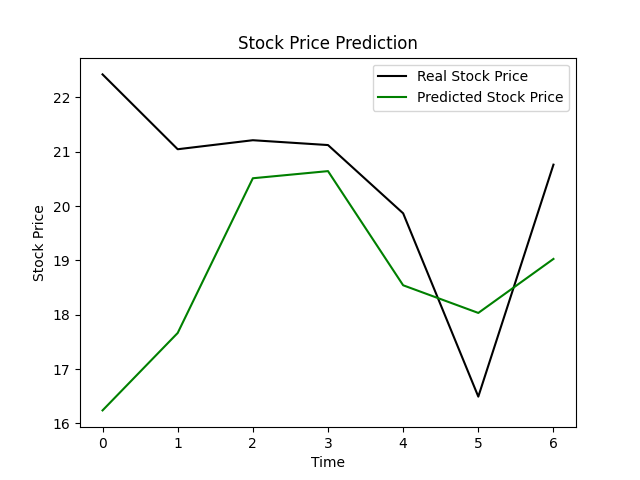 Stock Price Prediction
Real Stock Price
Predicted Stock Price
22
21
20
19
18
17
16
Stock Price
0 1 2 3 4 5 6
Time